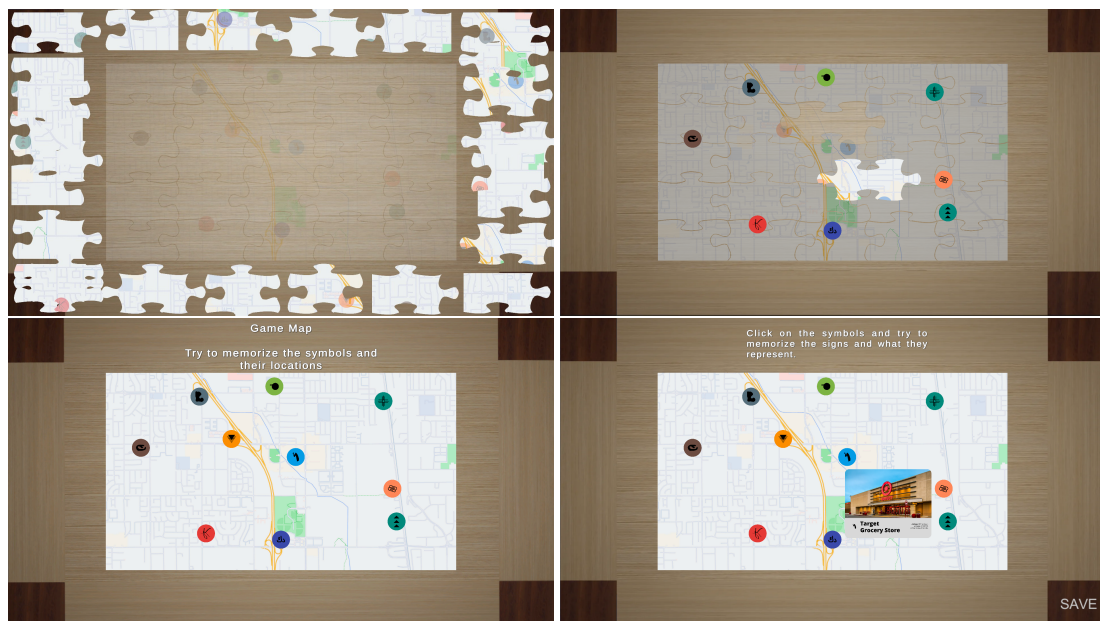 Game Map
Try to memorize the symbols and
their locations
Click on the symbols and try to
memorize the signs and what they
represent.
Target
Grocery Store
SAVE